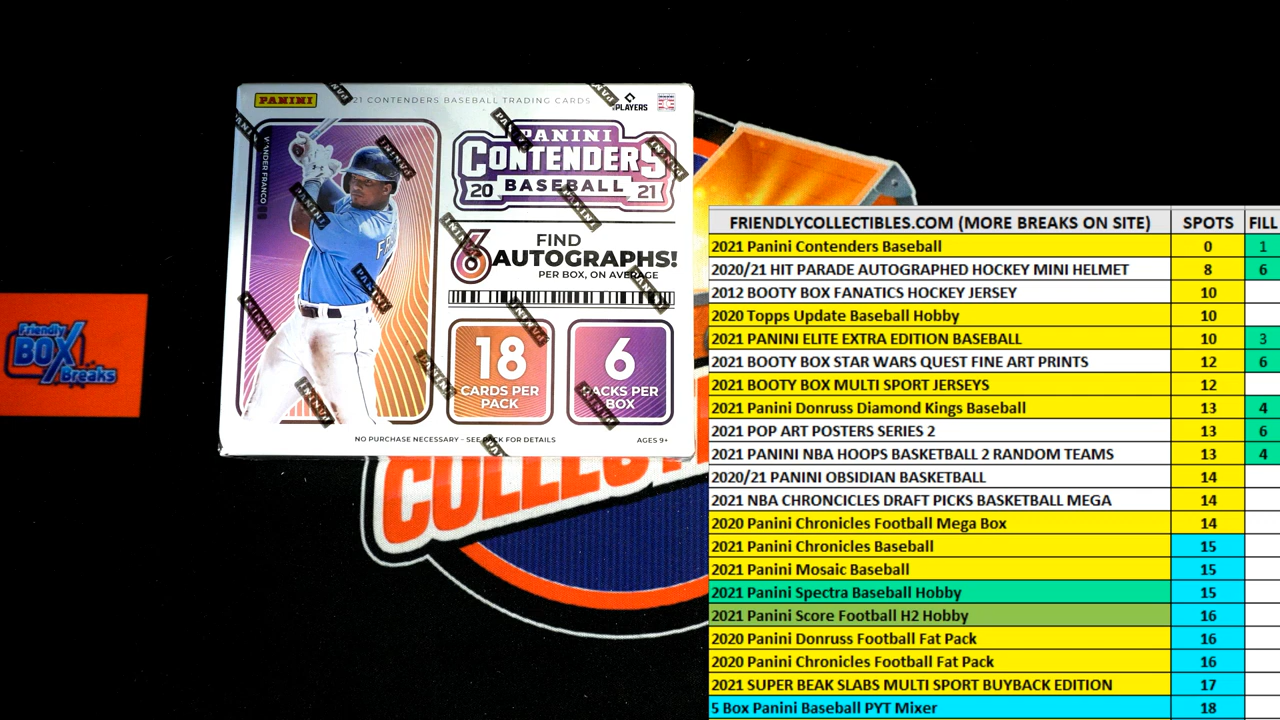 PANINI
21 CONTENDERS BASEBALL TRADING CARDS
PLAYERS
WANDER FRANCO
PANINI
CONTENDERS
20 BASEBALL 21
6 FIND
AUTOGRAPHS!
PER BOX, ON AVERAGE
18
CARDS PER
PACK
6
PACKS PER
BOX
NO PURCHASE NECESSARY - SEE PACK FOR DETAILS
AGES 9+
Friendly
BOX
Breaks
COLLECT
FRIENDLYCOLLECTIBLES.COM (MORE BREAKS ON SITE) SPOTS FILL
2021 Panini Contenders Baseball 0 1
2020/21 HIT PARADE AUTOGRAPHED HOCKEY MINI HELMET 8 6
2012 BOOTY BOX FANATICS HOCKEY JERSEY 10
2020 Topps Update Baseball Hobby 10
2021 PANINI ELITE EXTRA EDITION BASEBALL 10 3
2021 BOOTY BOX STAR WARS QUEST FINE ART PRINTS 12 6
2021 BOOTY BOX MULTI SPORT JERSEYS 12
2021 Panini Donruss Diamond Kings Baseball 13 4
2021 POP ART POSTERS SERIES 2 13 6
2021 PANINI NBA HOOPS BASKETBALL 2 RANDOM TEAMS 13 4
2020/21 PANINI OBSIDIAN BASKETBALL 14
2021 NBA CHRONCICLES DRAFT PICKS BASKETBALL MEGA 14
2020 Panini Chronicles Football Mega Box 14
2021 Panini Chronicles Baseball 15
2021 Panini Mosaic Baseball 15
2021 Panini Spectra Baseball Hobby 15
2021 Panini Score Football H2 Hobby 16
2020 Panini Donruss Football Fat Pack 16
2020 Panini Chronicles Football Fat Pack 16
2021 SUPER BEAK SLABS MULTI SPORT BUYBACK EDITION 17
5 Box Panini Baseball PYT Mixer 18